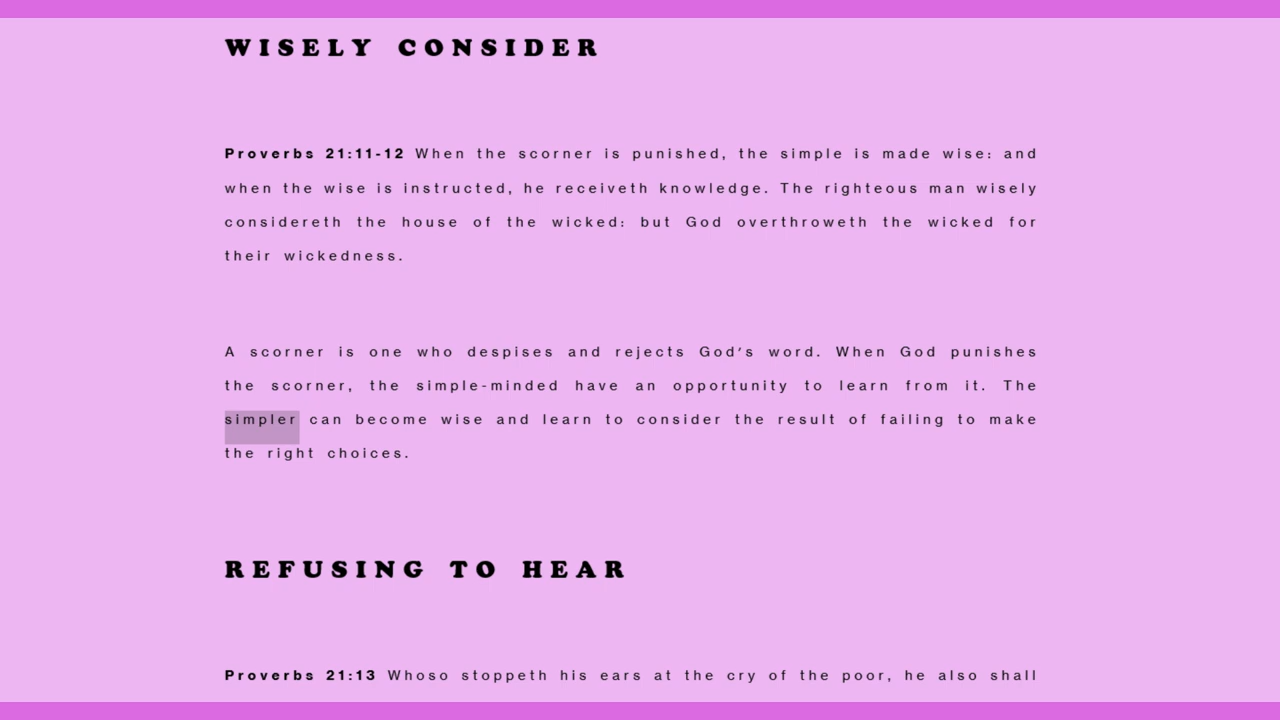 WISELY CONSIDER
Proverbs 21:11-12 When the scorner is punished, the simple is made wise: and
when the wise is instructed, he receiveth knowledge. The righteous man wisely
considereth the house of the wicked: but God overthroweth the wicked for
their wickedness.
A scorner is one who despises and rejects God's word. When God punishes
the scorner, the simple-minded have an opportunity to learn from it. The
simpler can become wise and learn to consider the result of failing to make
the right choices.
REFUSING TO HEAR
Proverbs 21:13 Whoso stoppeth his ears at the cry of the poor, he also shall